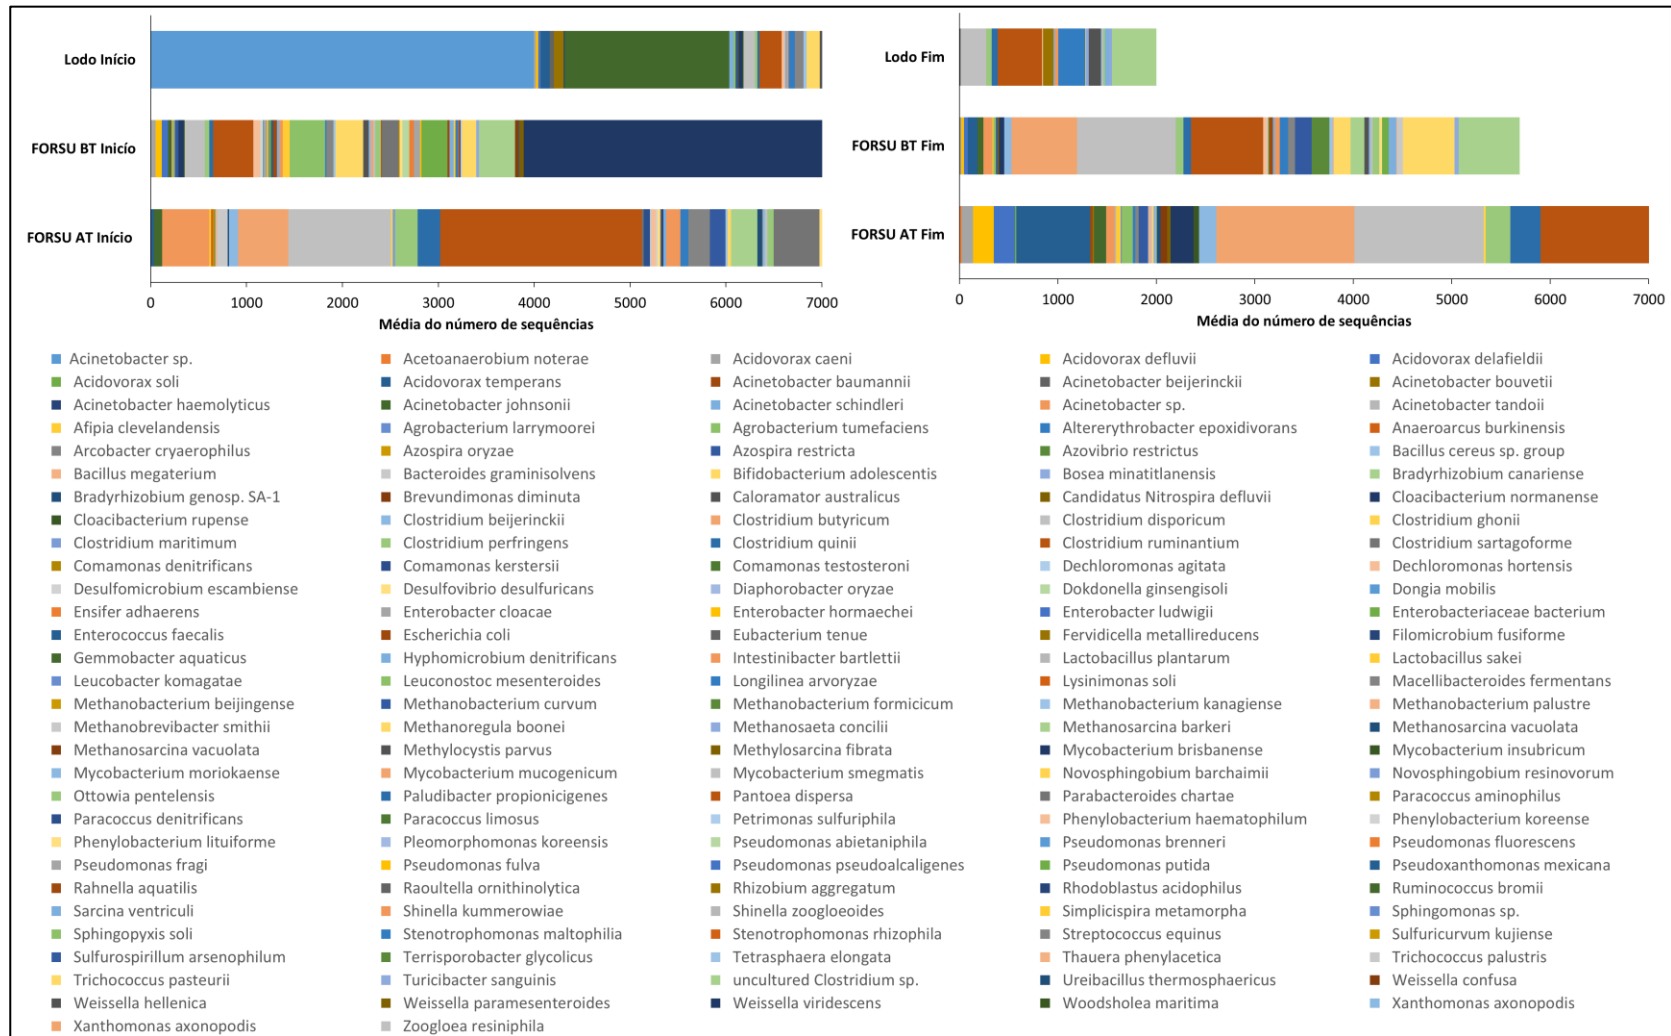 Lodo Início
FORSU BT Inicío
FORSU AT Início
0 1000 2000 3000 4000 5000 6000 7000
Média do número de sequências
Lodo Fim
FORSU BT Fim
FORSU AT Fim
0 1000 2000 3000 4000 5000 6000 7000
Média do número de sequências
Acinetobacter sp. Acetoanaerobium noterae Acidovorax caeni Acidovorax defluvii Acidovorax delafieldii
Acidovorax soli Acidovorax temperans Acinetobacter baumannii Acinetobacter beijerinckii Acinetobacter bouvetii
Acinetobacter haemolyticus Acinetobacter johnsonii Acinetobacter schindleri Acinetobacter sp. Acinetobacter tandoii
Afipia clevelandensis Agrobacterium larrymoorei Agrobacterium tumefaciens Altererythrobacter epoxidivorans Anaeroarcus burkinensis
Arcobacter cryaerophilus Azospira oryzae Azospira restricta Azovibrio restrictus Bacillus cereus sp. group
Bacillus megaterium Bacteroides graminisolvens Bifidobacterium adolescentis Bosea minatitlanensis Bradyrhizobium canariense
Bradyrhizobium genosp. SA-1 Brevundimonas diminuta Caloramator australicus Candidatus Nitrospira defluvii Cloacibacterium normanense
Cloacibacterium rupense Clostridium beijerinckii Clostridium butyricum Clostridium disporicum Clostridium ghonii
Clostridium maritimum Clostridium perfringens Clostridium quinii Clostridium ruminantium Clostridium sartagoforme
Comamonas denitrificans Comamonas kerstersii Comamonas testosteroni Dechloromonas agitata Dechloromonas hortensis
Desulfomicrobium escambiense Desulfovibrio desulfuricans Diaphorobacter oryzae Dokdonella ginsengisoli Dongia mobilis
Ensifer adhaerens Enterobacter cloacae Enterobacter hormaechei Enterobacter ludwigii Enterobacteriaceae bacterium
Enterococcus faecalis Escherichia coli Eubacterium tenue Fervidicella metallireducens Filomicrobium fusiforme
Gemmobacter aquaticus Hyphomicrobium denitrificans Intestinibacter bartlettii Lactobacillus plantarum Lactobacillus sakei
Leucobacter komagatae Leuconostoc mesenteroides Longilinea arvoryzae Lysinimonas soli Macellibacteroides fermentans
Methanobacterium beijingense Methanobacterium curvum Methanobacterium formicicum Methanobacterium kanagiense Methanobacterium palustre
Methanobrevibacter smithii Methanoregula boonei Methanosaeta concilii Methanosarcina barkeri Methanosarcina vacuolata
Methanosarcina vacuolata Methylocystis parvus Methylosarcina fibrata Mycobacterium brisbanense Mycobacterium insubricum
Mycobacterium moriokaense Mycobacterium mucogenicum Mycobacterium smegmatis Novosphingobium barchaimii Novosphingobium resinovorum
Ottowia pentelensis Paludibacter propionicigenes Pantoea dispersa Parabacteroides chartae Paracoccus aminophilus
Paracoccus denitrificans Paracoccus limosus Petrimonas sulfuriphila Phenylobacterium haematophilum Phenylobacterium koreense
Phenylobacterium lituiforme Pleomorphomonas koreensis Pseudomonas abietaniphila Pseudomonas brenneri Pseudomonas fluorescens
Pseudomonas fragi Pseudomonas fulva Pseudomonas pseudoalcaligenes Pseudomonas putida Pseudoxanthomonas mexicana
Rahnella aquatilis Raoultella ornithinolytica Rhizobium aggregatum Rhodoblastus acidophilus Ruminococcus bromii
Sarcina ventriculi Shinella kummerowiae Shinella zoogloeoides Simplicispira metamorpha Sphingomonas sp.
Sphingopyxis soli Stenotrophomonas maltophilia Stenotrophomonas rhizophila Streptococcus equinus Sulfuricurvum kujiense
Sulfurospirillum arsenophilum Terrisporobacter glycolicus Tetrasphaera elongata Thauera phenylacetica Trichococcus palustris
Trichococcus pasteurii Turicibacter sanguinis uncultured Clostridium sp. Ureibacillus thermosphaericus Weissella confusa
Weissella hellenica Weissella paramesenteroides Weissella viridescens Woodsholea maritima Xanthomonas axonopodis
Xanthomonas axonopodis Zoogloea resiniphila